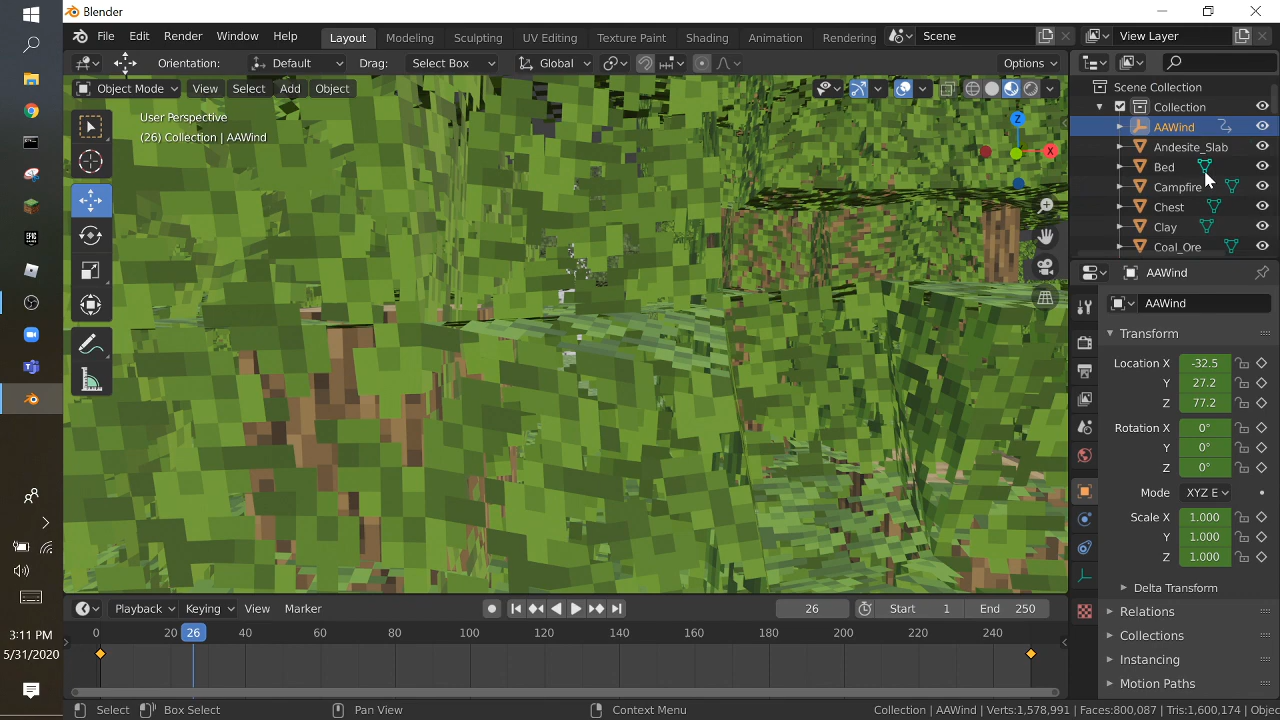 Blender
File Edit Render Window Help Layout Modeling Sculpting UV Editing Texture Paint Shading Animation Rendering Scene View Layer
Orientation: Default Drag: Select Box Global Options
Object Mode View Select Add Object
User Perspective
(26) Collection | AAWind
Z
X
Scene Collection
Collection
AAWind
Andesite_Slab
Bed
Campfire
Chest
Clay
Coal_Ore
AAWind
AAWind
Transform
Location X -32.5
Y 27.2
Z 77.2
Rotation X 0°
Y 0°
Z 0°
Mode XYZ E
Scale X 1.000
Y 1.000
Z 1.000
Delta Transform
Relations
Collections
Instancing
Motion Paths
Playback Keying View Marker 26 Start 1 End 250
0 20 26 40 60 80 100 120 140 160 180 200 220 240
Select Box Select Pan View Context Menu Collection | AAWind | Verts:1,578,991 | Faces:800,087 | Tris:1,600,174 | Objec
EPIC
3:11 PM
5/31/2020